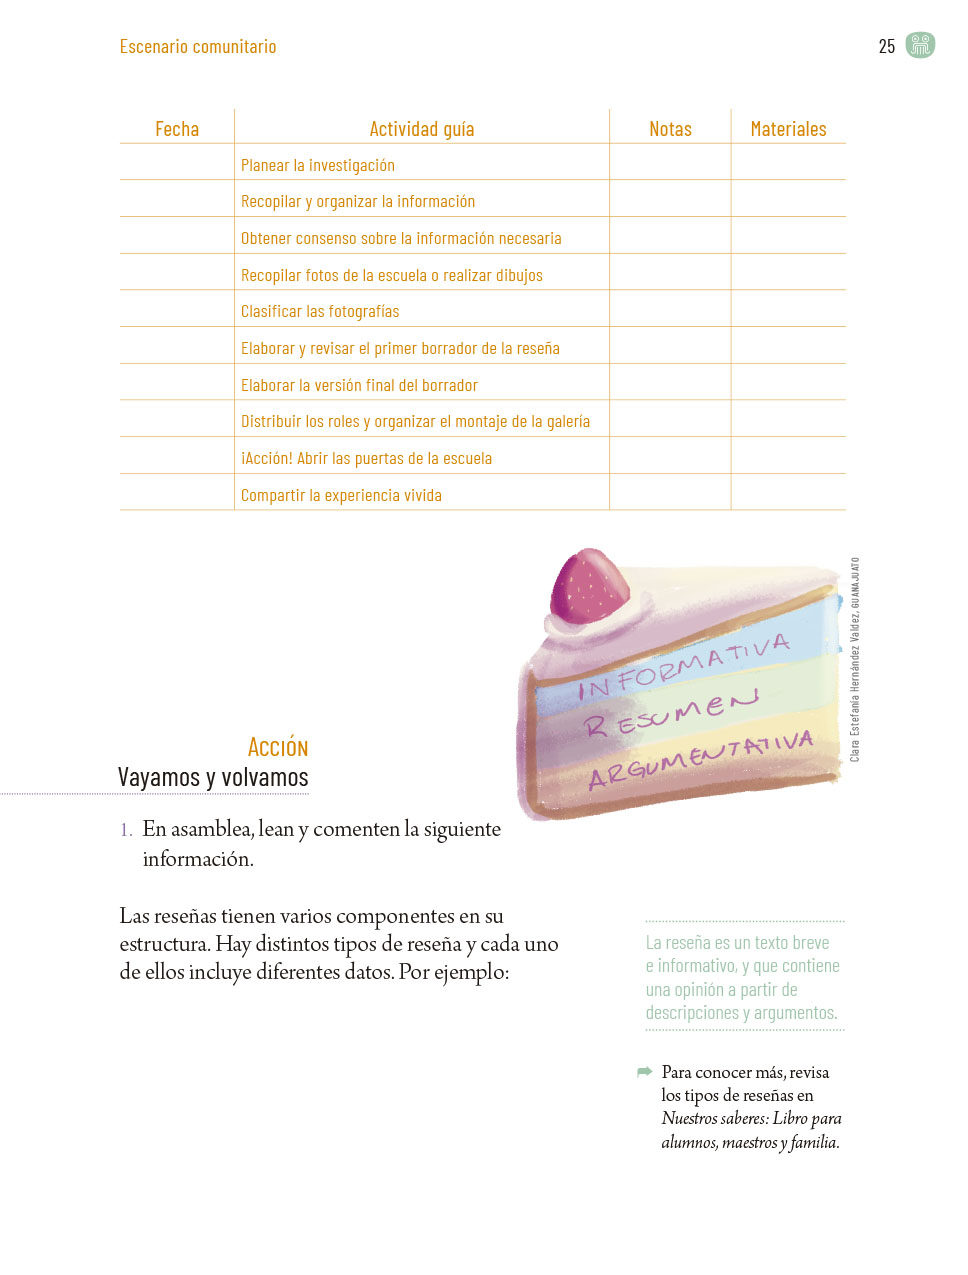 Escenario comunitario
25
Fecha Actividad guía Notas Materiales
Planear la investigación
Recopilar y organizar la información
Obtener consenso sobre la información necesaria
Recopilar fotos de la escuela o realizar dibujos
Clasificar las fotografías
Elaborar y revisar el primer borrador de la reseña
Elaborar la versión final del borrador
Distribuir los roles y organizar el montaje de la galería
¡Acción! Abrir las puertas de la escuela
Compartir la experiencia vivida
INFORMATIVA
RESUMEN
ARGUMENTATIVA
Clara Estefanía Hernández Valdez, GUANAJUATO
Acción
Vayamos y volvamos
1. En asamblea, lean y comenten la siguiente
información.
Las reseñas tienen varios componentes en su
estructura. Hay distintos tipos de reseña y cada uno
de ellos incluye diferentes datos. Por ejemplo:
La reseña es un texto breve
e informativo, y que contiene
una opinión a partir de
descripciones y argumentos.
Para conocer más, revisa
los tipos de reseñas en
Nuestros saberes: Libro para
alumnos, maestros y familia.